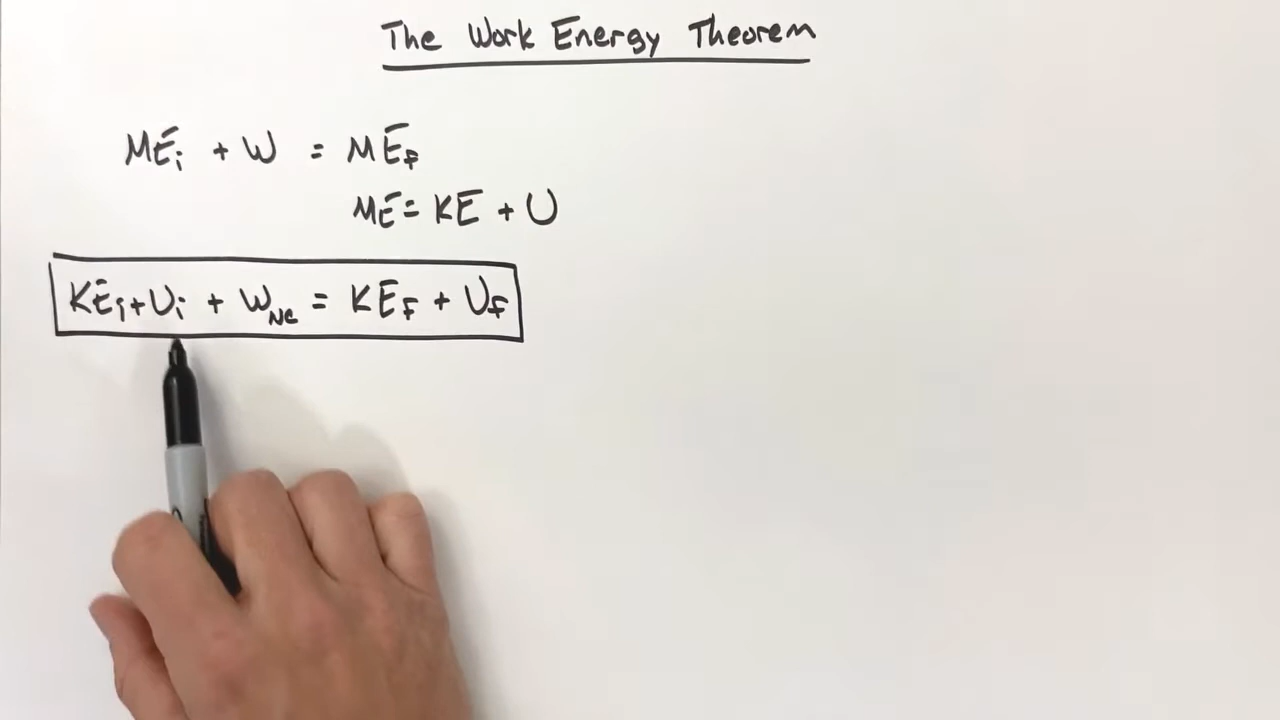 The Work Energy Theorem
MEi + W = MEf
ME = KE + U
KEi + Ui + WNC = KEf + Uf